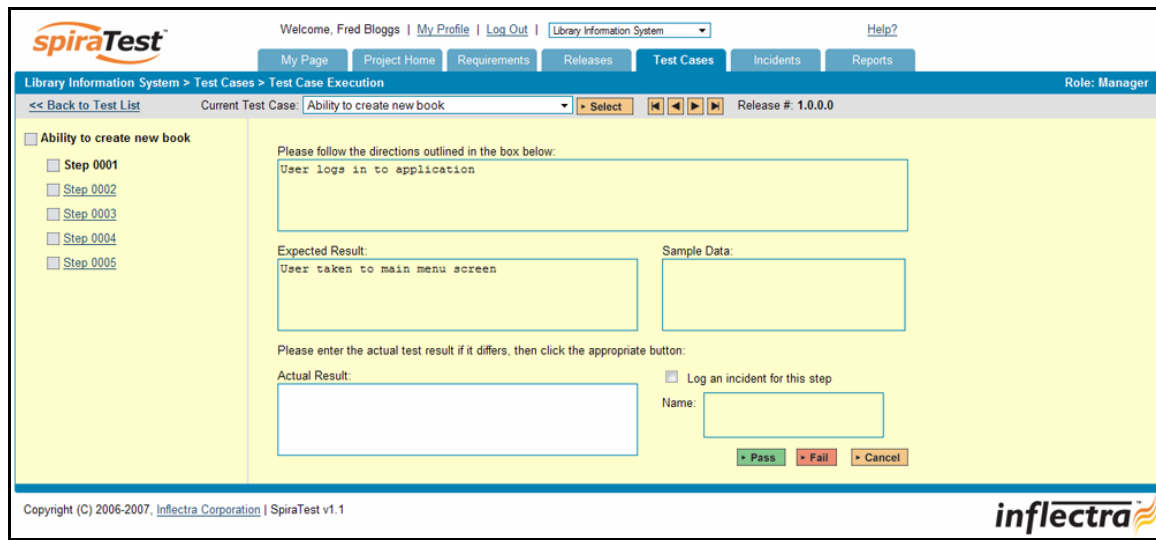 spiraTest™
Welcome, Fred Bloggs | My Profile | Log Out | Library Information System Help?
My Page Project Home Requirements Releases Test Cases Incidents Reports
Library Information System > Test Cases > Test Case Execution Role: Manager
<< Back to Test List Current Test Case: Ability to create new book Select Release #: 1.0.0.0
Ability to create new book
Step 0001
Step 0002
Step 0003
Step 0004
Step 0005
Please follow the directions outlined in the box below:
User logs in to application
Expected Result: Sample Data:
User taken to main menu screen
Please enter the actual test result if it differs, then click the appropriate button:
Actual Result: Log an incident for this step
Name:
Pass Fail Cancel
Copyright (C) 2006-2007, Inflectra Corporation | SpiraTest v1.1
inflectra™